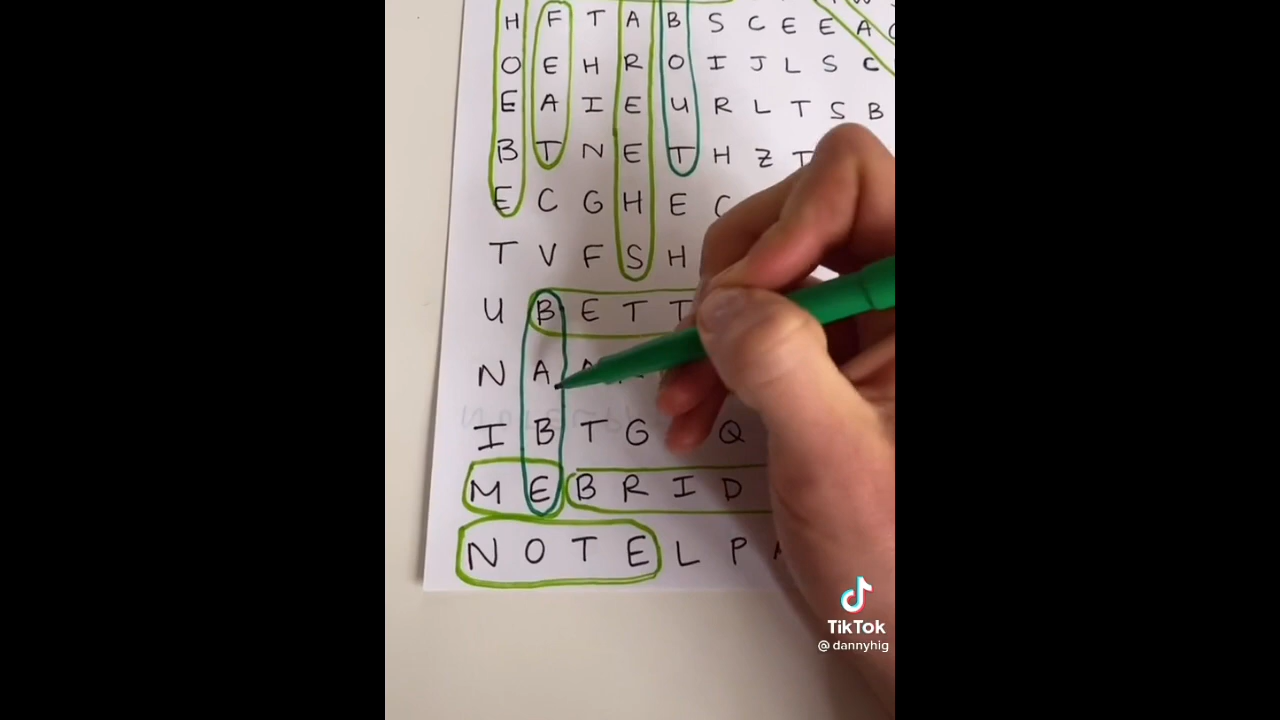 H F T A B S C E E A
O E H R O I J L S C
E A I E U R L T S B
B T N E T H Z T
E C G H E C
T V F S H
U B E T T
N A
I B T G Q
M E B R I D
N O T E L P
TikTok
@dannyhig